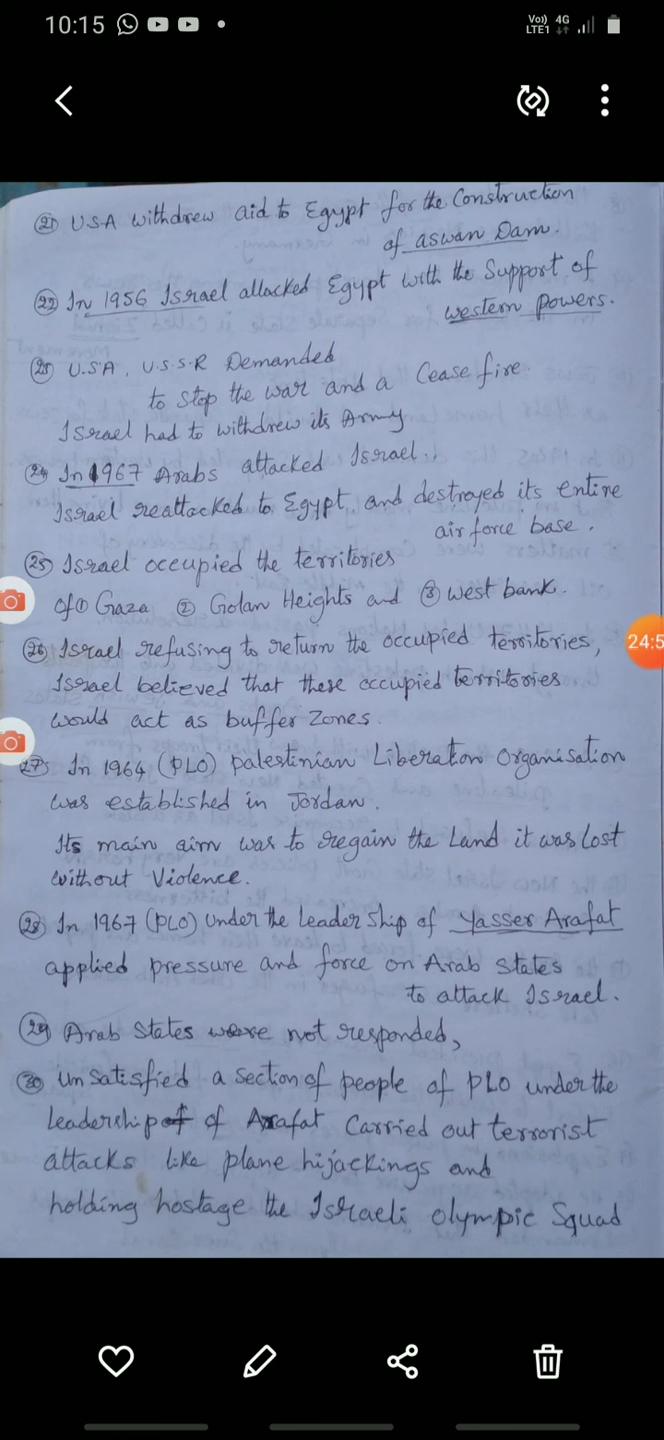 10:15
Vo)) 4G
LTE1
21 U.S.A withdrew aid to Egypt for the Construction
of aswan Dam.
22 In 1956 Israel attacked Egypt with the Support of
western powers.
23 U.S.A, U.S.S.R Demanded
to stop the war and a Cease fire.
Israel had to withdrew its Army
24 In 1967 Arabs attacked Israel.
Israel reattacked to Egypt, and destroyed its entire
air force base.
25 Israel occupied the territories
of ① Gaza ② Golan Heights and ③ west bank.
26 Israel refusing to return the occupied territories,
24:5
Israel believed that these occupied territories
would act as buffer Zones.
27 In 1964 (PLO) palestinian Liberation Organisation
was established in Jordan.
Its main aim was to regain the Land it was Lost
without Violence.
28 In 1967 (PLO) under the leader ship of Yasser Arafat
applied pressure and force on Arab States
to attack Israel.
29 Arab States were not responded,
30 unsatisfied a section of people of PLO under the
leadership of of Arafat Carried out terrorist
attacks like plane hijackings and
holding hostage the Israeli olympic Squad